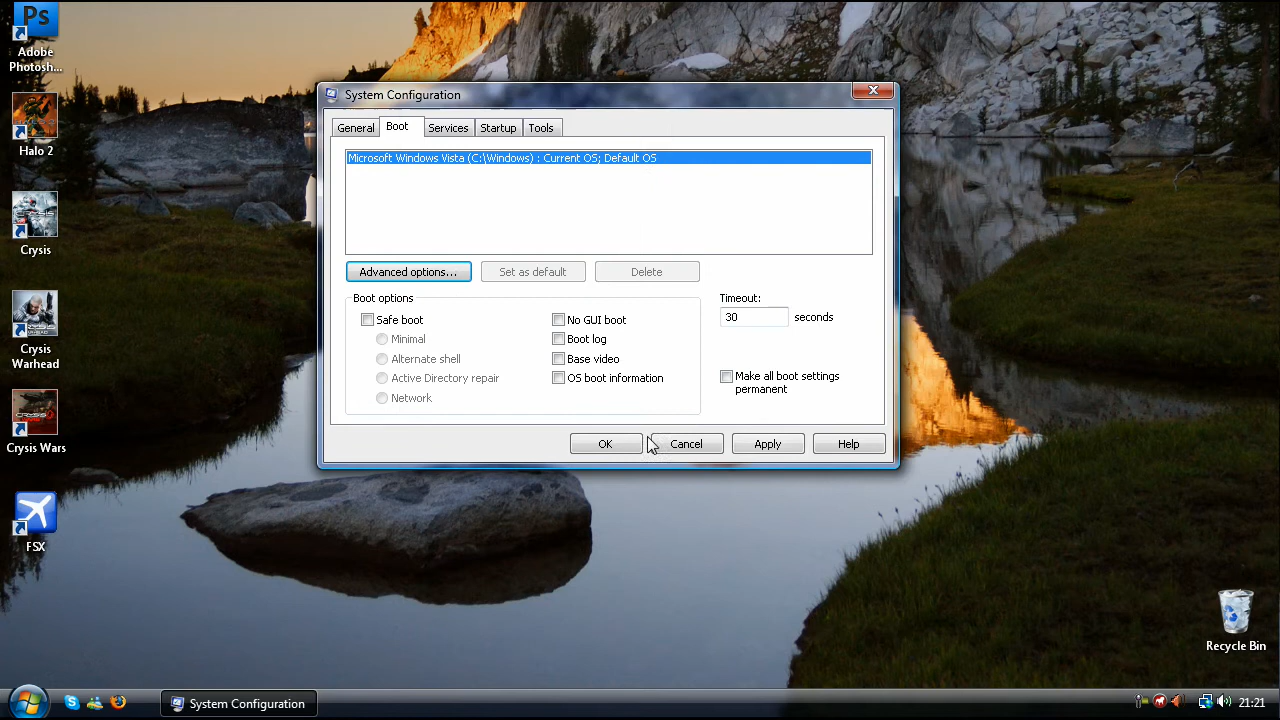 Ps
Adobe
Photosh...
Halo 2
Crysis
Crysis
Warhead
Crysis Wars
FSX
System Configuration
General
Boot
Services
Startup
Tools
Microsoft Windows Vista (C:\Windows) : Current OS; Default OS
Advanced options...
Set as default
Delete
Boot options
Safe boot
Minimal
Alternate shell
Active Directory repair
Network
No GUI boot
Boot log
Base video
OS boot information
Timeout:
30 seconds
Make all boot settings
permanent
OK
Cancel
Apply
Help
Recycle Bin
System Configuration
21:21